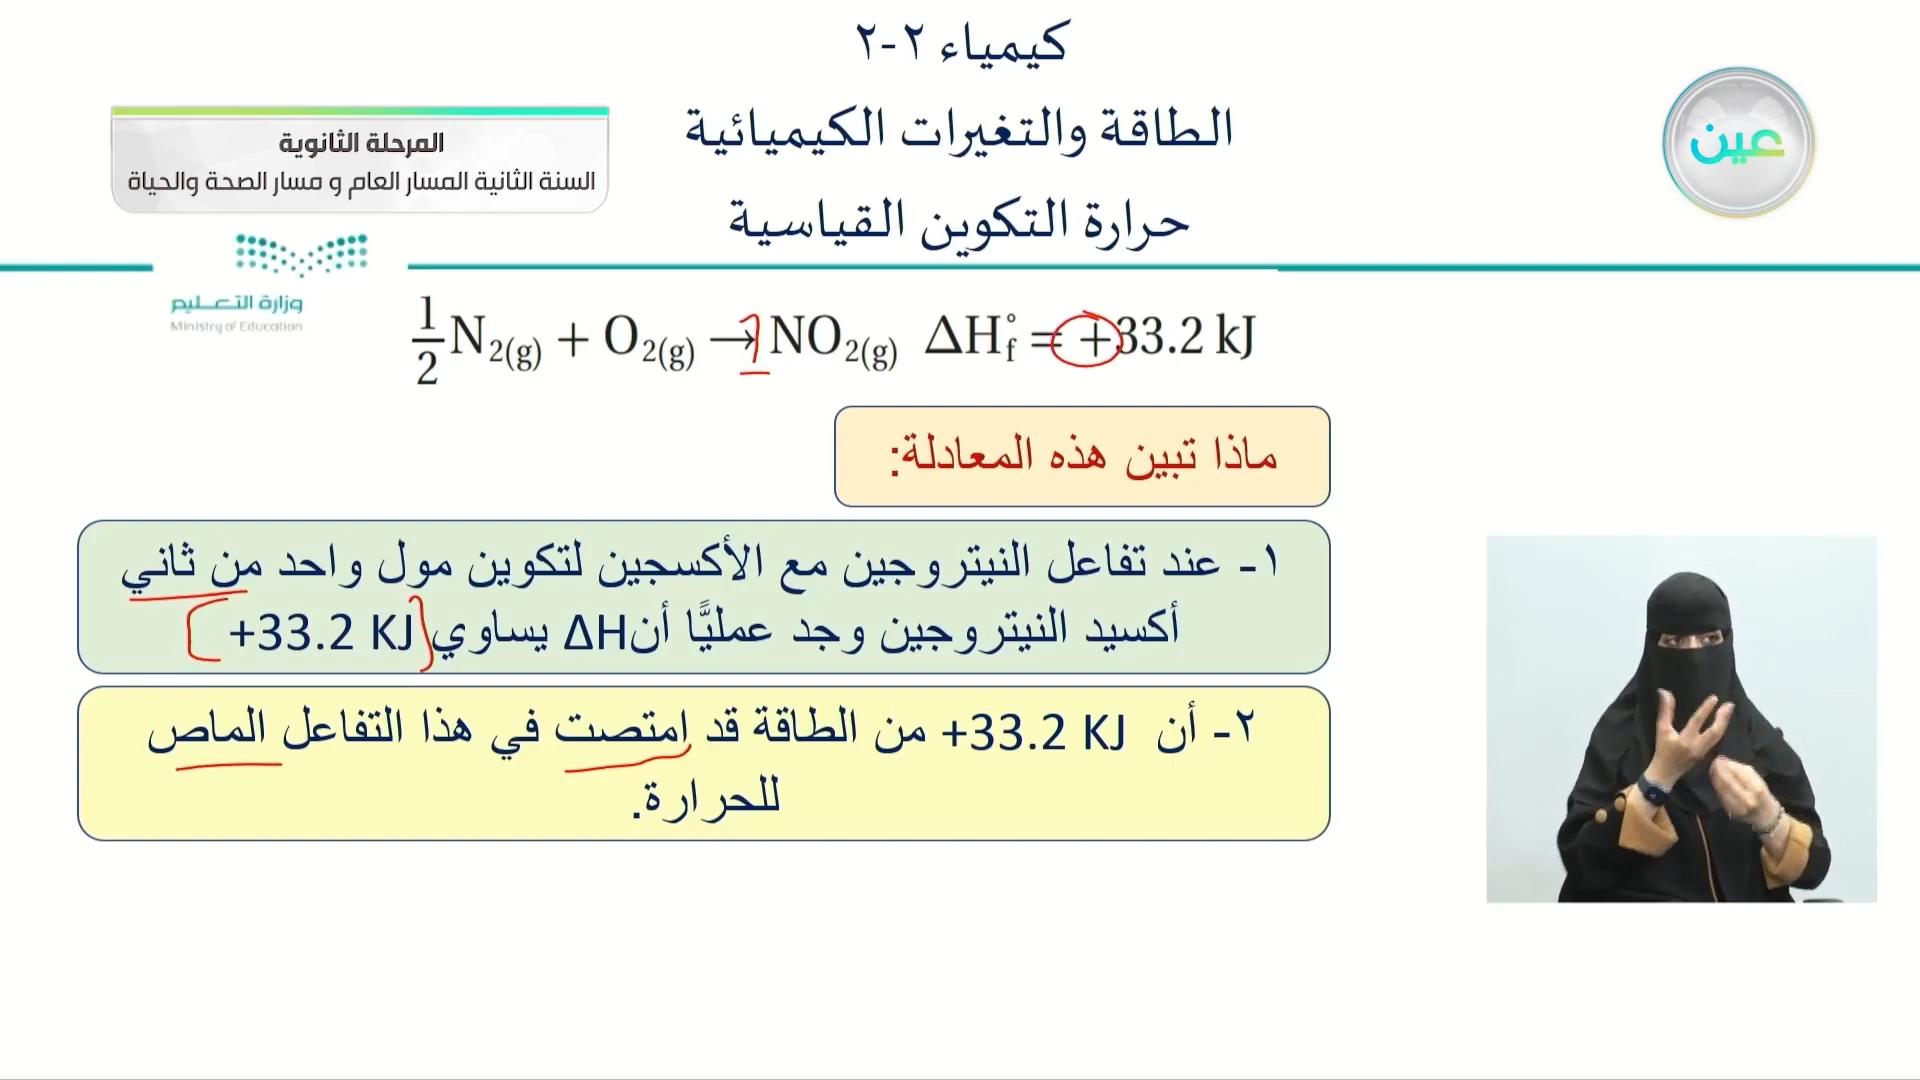 كيمياء ٢-٢
الطاقة والتغيرات الكيميائية
حرارة التكوين القياسية
عين
المرحلة الثانوية
السنة الثانية المسار العام و مسار الصحة والحياة
وزارة التعـــليم
Ministry of Education
½N₂(g) + O₂(g) → 1 NO₂(g) ΔH°f = +33.2 kJ
ماذا تبين هذه المعادلة:
١- عند تفاعل النيتروجين مع الأكسجين لتكوين مول واحد من ثاني
أكسيد النيتروجين وجد عمليًّا أن ΔH يساوي +33.2 KJ
٢- أن +33.2 KJ من الطاقة قد امتصت في هذا التفاعل الماص
للحرارة.